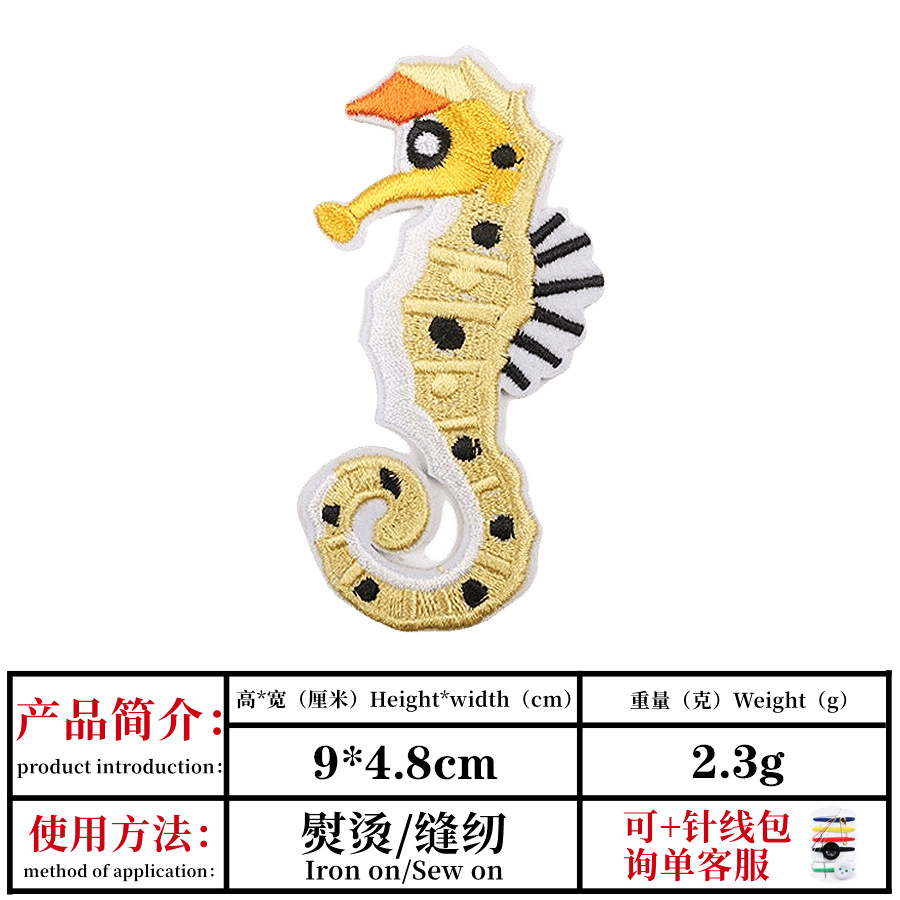 产品简介：
product introduction：
高*宽（厘米）Height*width（cm）
重量（克）Weight（g）
9*4.8cm
2.3g
使用方法：
method of application：
熨烫/缝纫
Iron on/Sew on
可+针线包
询单客服